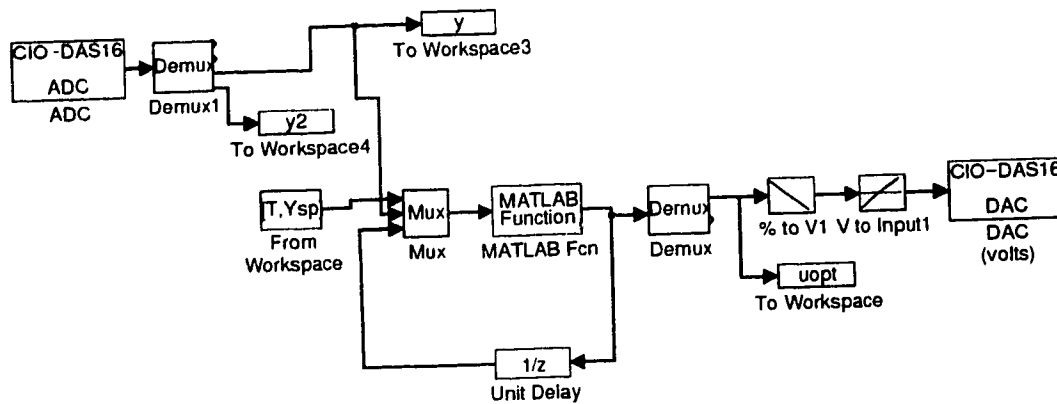 y
To Workspace3
CIO-DAS16
ADC
ADC
Demux
Demux1
y2
To Workspace4
[T,Ysp
From
Workspace
Mux
Mux
MATLAB
Function
MATLAB Fcn
Demux
Demux
% to V1
V to Input1
CIO-DAS16
DAC
DAC
(volts)
uopt
To Workspace
1/z
Unit Delay